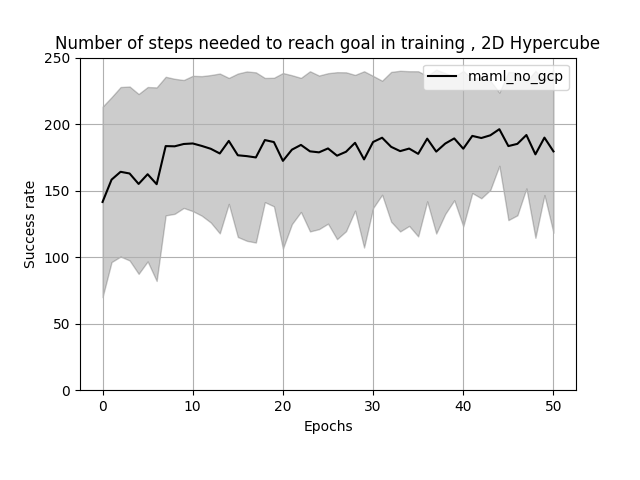 Number of steps needed to reach goal in training , 2D Hypercube
maml_no_gcp
Success rate
250
200
150
100
50
0
0 10 20 30 40 50
Epochs